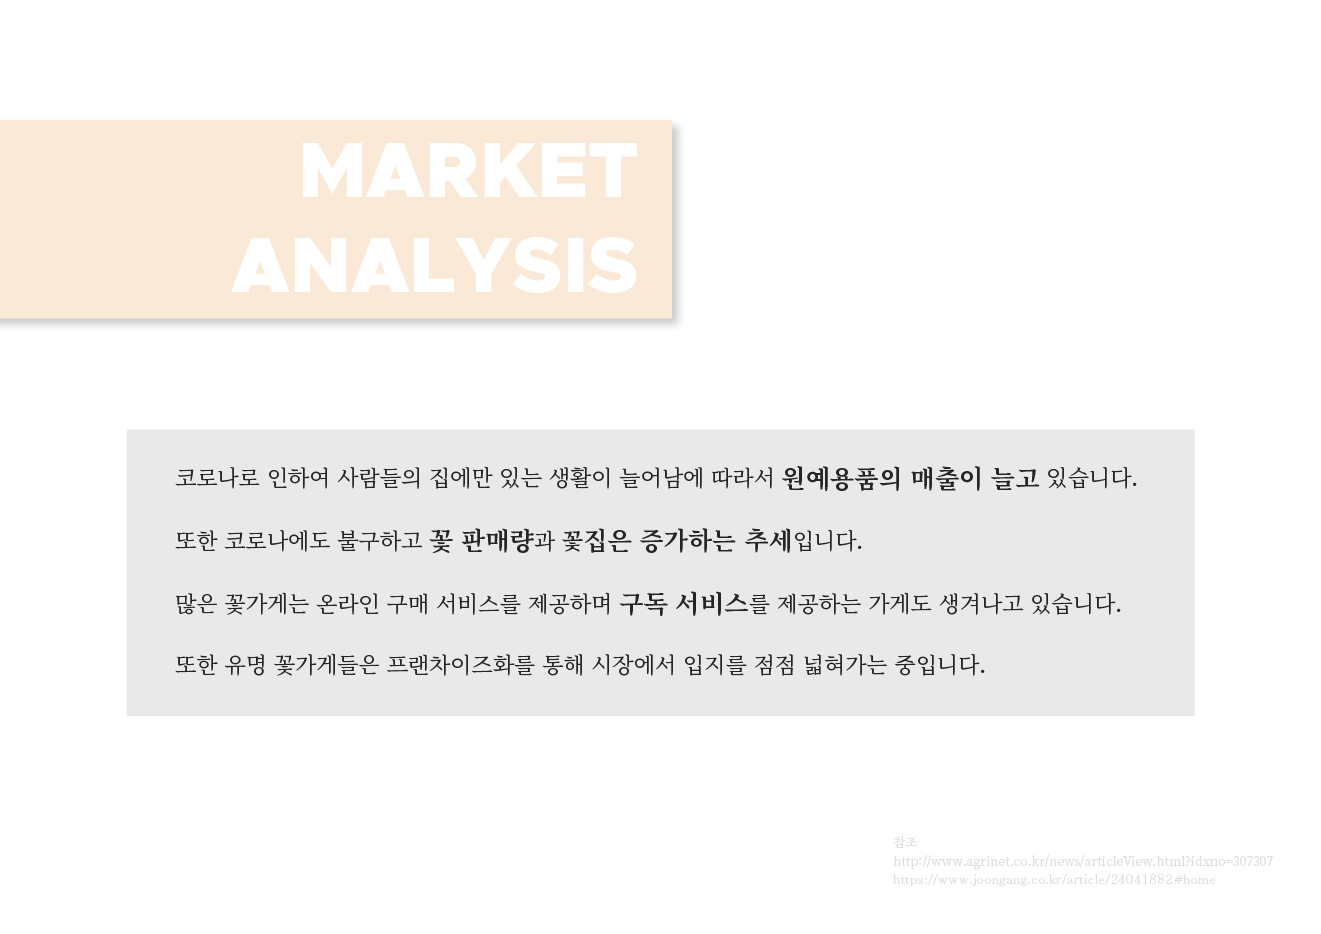 MARKET
ANALYSIS
코로나로 인하여 사람들의 집에만 있는 생활이 늘어남에 따라서 원예용품의 매출이 늘고 있습니다.
또한 코로나에도 불구하고 꽃 판매량과 꽃집은 증가하는 추세입니다.
많은 꽃가게는 온라인 구매 서비스를 제공하며 구독 서비스를 제공하는 가게도 생겨나고 있습니다.
또한 유명 꽃가게들은 프랜차이즈화를 통해 시장에서 입지를 점점 넓혀가는 중입니다.
참조
http://www.agrinet.co.kr/news/articleView.html?idxno=307307
https://www.joongang.co.kr/article/24041882#home